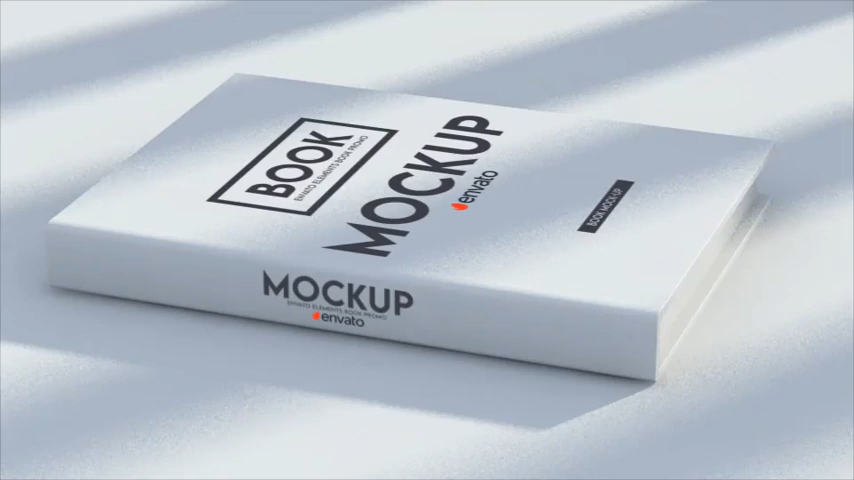 BOOK
ENVATO ELEMENTS BOOK PROMO
MOCKUP
envato
BOOK MOCK-UP
MOCKUP
ENVATO ELEMENTS BOOK PROMO
envato